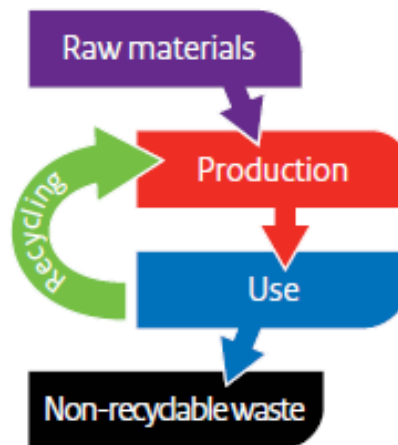 Raw materials
Production
Recycling
Use
Non-recyclable waste